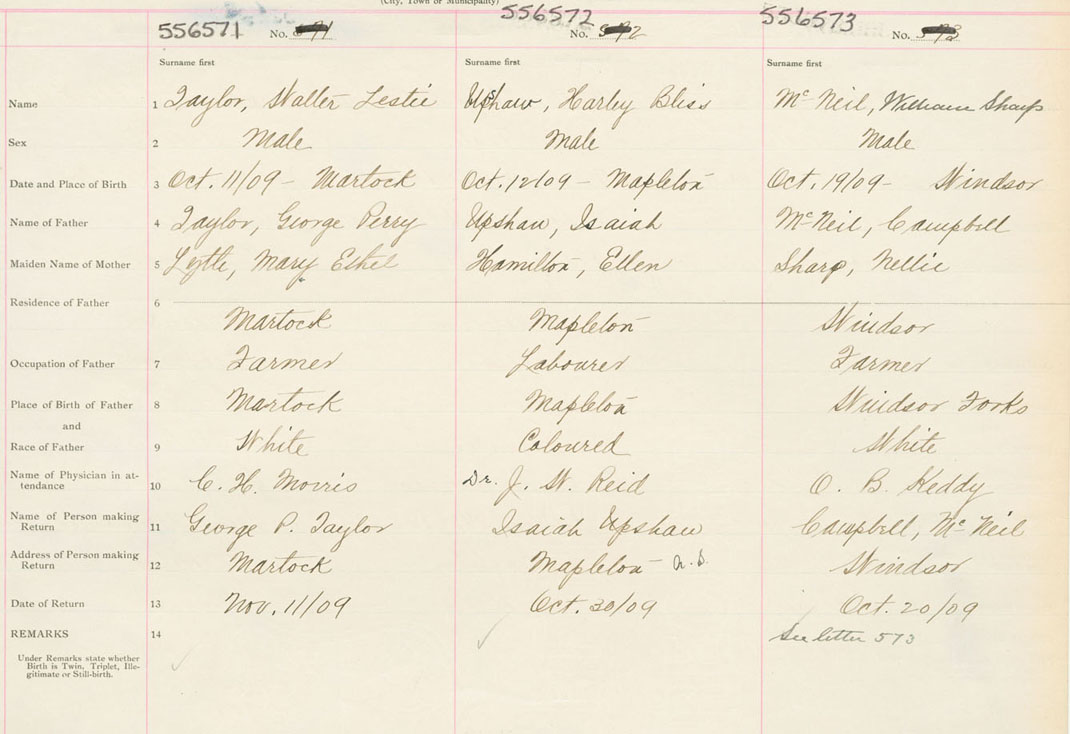 (City, Town or Municipality)
556571 No. 556572 No. 572 556573 No. 573
Surname first Surname first Surname first
Name 1 Taylor, Walter Leslie Upshaw, Harley Bliss McNeil, William Sharp
Sex 2 Male Male Male
Date and Place of Birth 3 Oct. 11/09 - Martock Oct. 12/09 - Mapleton Oct. 19/09 - Windsor
Name of Father 4 Taylor, George Perry Upshaw, Isaiah McNeil, Campbell
Maiden Name of Mother 5 Lyttle, Mary Hamilton, Ellen Sharp, Nellie
Residence of Father 6 Martock Mapleton Windsor
Occupation of Father 7 Farmer Labourer Farmer
Place of Birth of Father 8 Martock Mapleton Windsor Forks
and
Race of Father 9 White Coloured White
Name of Physician in at-
tendance 10 C. H. Morris Dr. J. W. Reid O. B. Keddy
Name of Person making
Return 11 George P. Taylor Isaiah Upshaw Campbell, McNeil
Address of Person making
Return 12 Martock Mapleton N.S. Windsor
Date of Return 13 Nov. 11/09 Oct. 30/09 Oct. 20/09
REMARKS 14 See letter 573
Under Remarks state whether
Birth is Twin, Triplet, Ille-
gitimate or Still-birth.